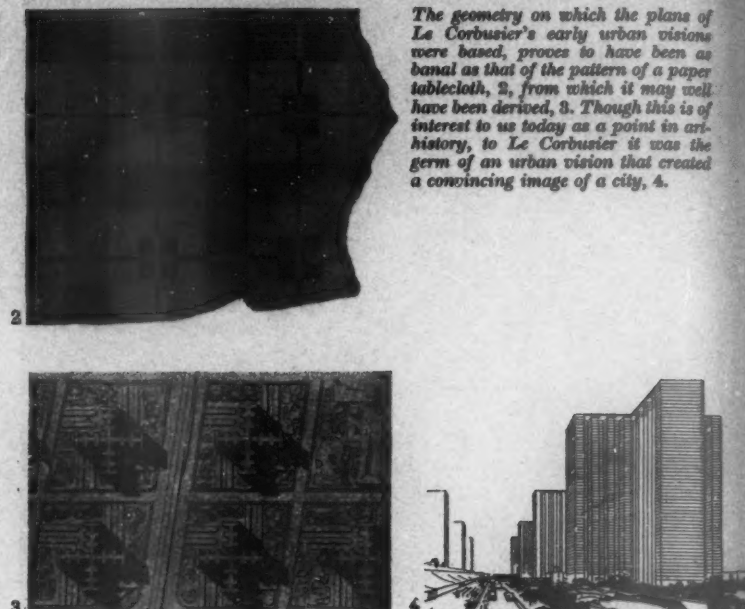 The geometry on which the plans of
Le Corbusier's early urban visions
were based, proves to have been as
banal as that of the pattern of a paper
tablecloth, 2, from which it may well
have been derived, 3. Though this is of
interest to us today as a point in art-
history, to Le Corbusier it was the
germ of an urban vision that created
a convincing image of a city, 4.
2
3
4